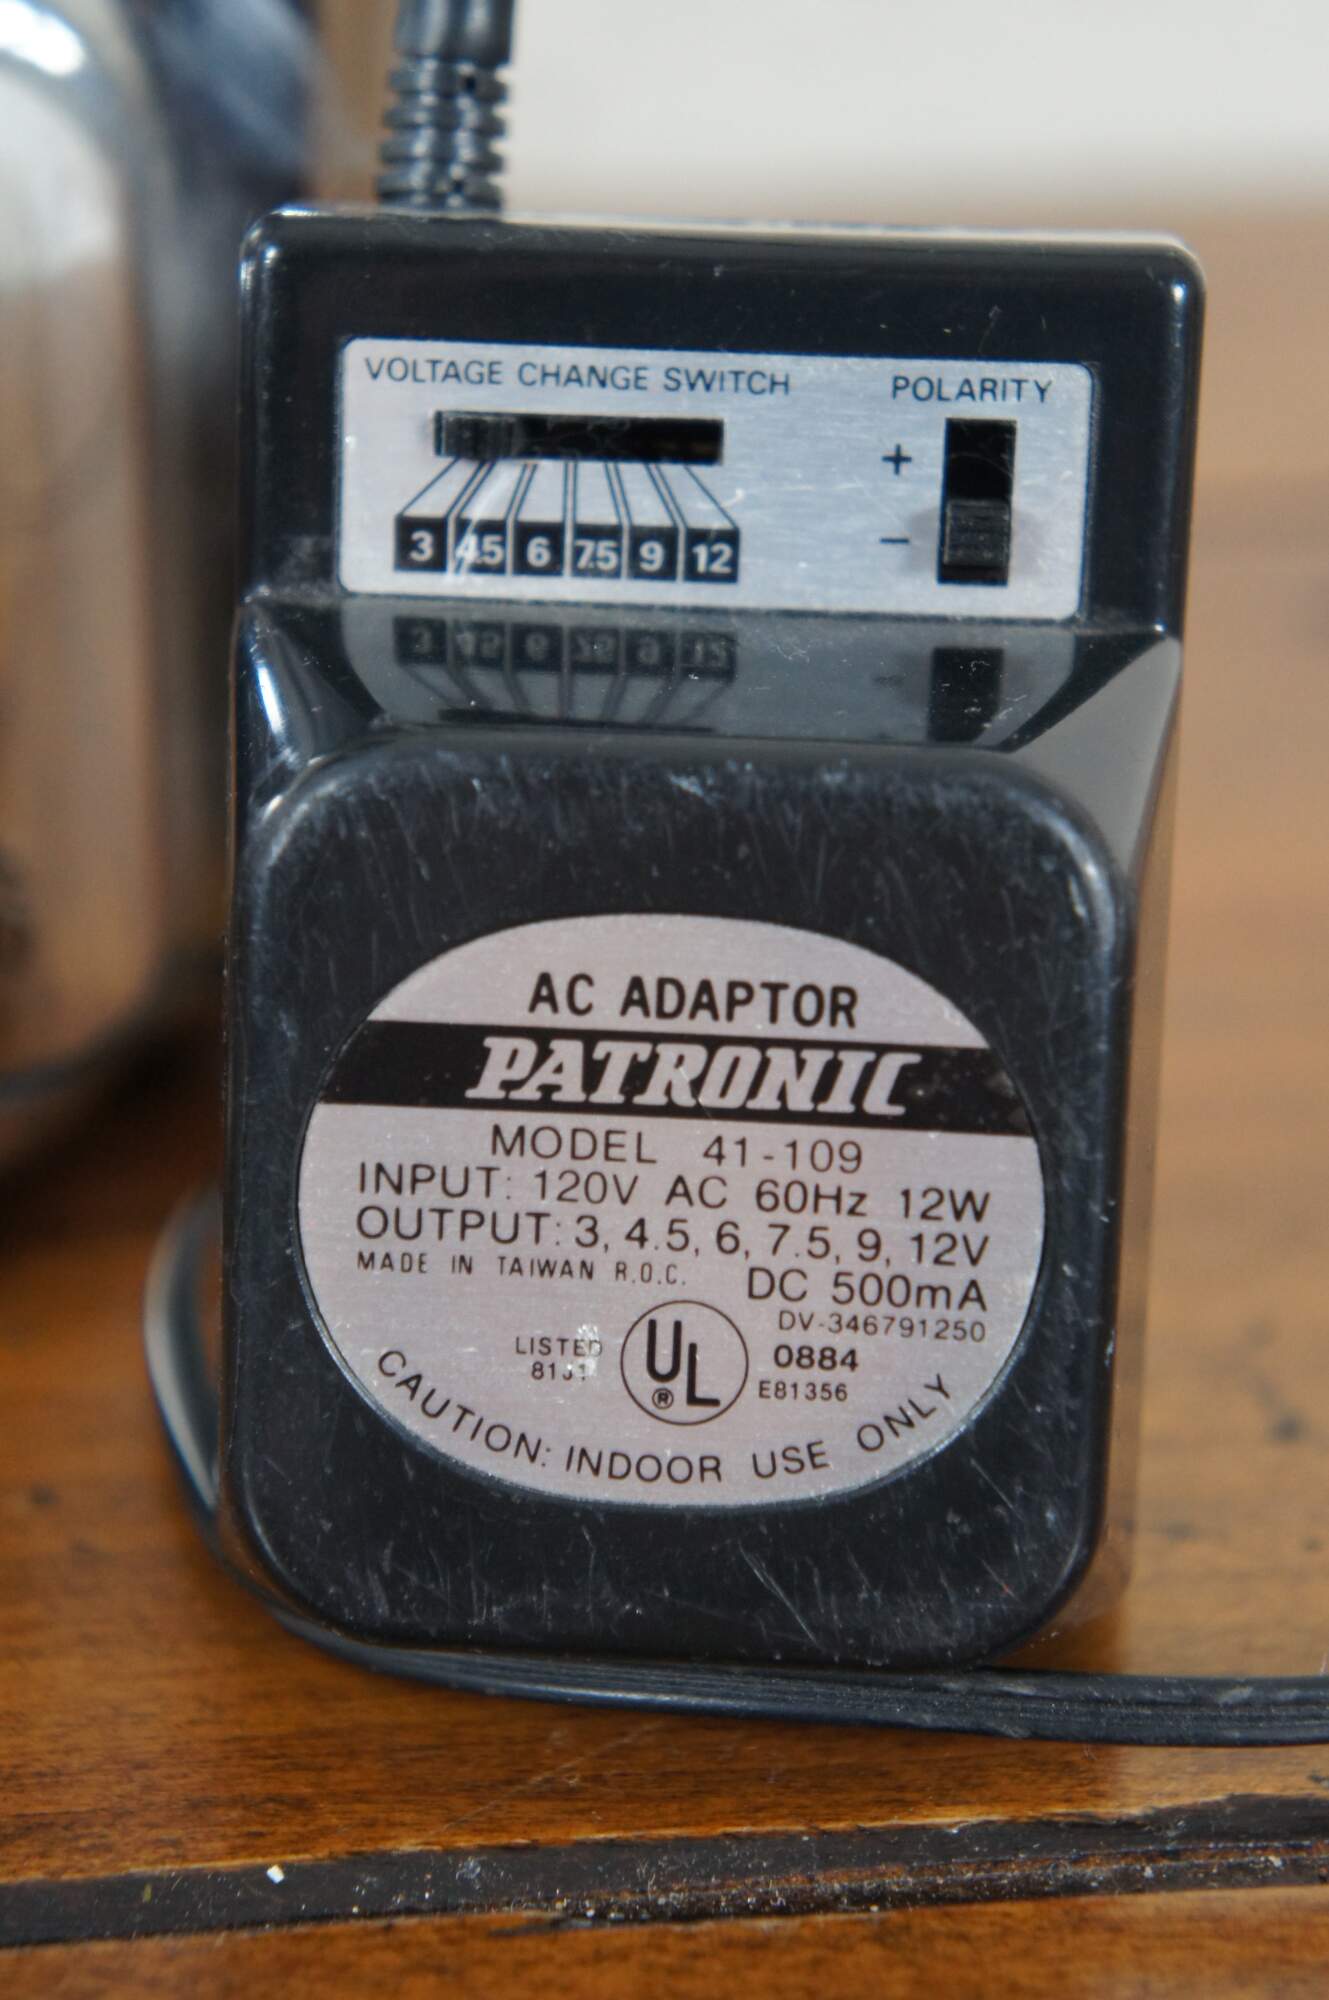 VOLTAGE CHANGE SWITCH
POLARITY
+
−
3 4.5 6 7.5 9 12
AC ADAPTOR
PATRONIC
MODEL 41-109
INPUT: 120V AC 60Hz 12W
OUTPUT: 3, 4.5, 6, 7.5, 9, 12V
MADE IN TAIWAN R.O.C. DC 500mA
DV-346791250
LISTED
UL
®
0884
E81356
CAUTION: INDOOR USE ONLY